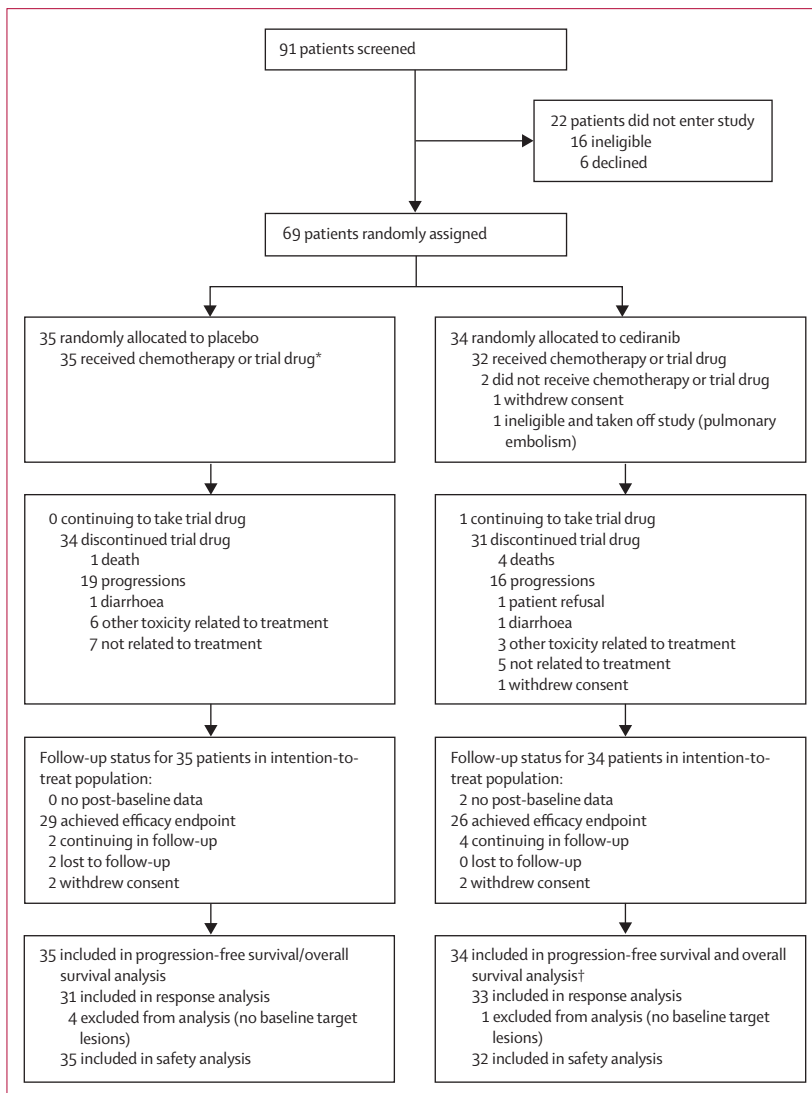 91 patients screened
22 patients did not enter study
16 ineligible
6 declined
69 patients randomly assigned
35 randomly allocated to placebo
35 received chemotherapy or trial drug*
34 randomly allocated to cediranib
32 received chemotherapy or trial drug
2 did not receive chemotherapy or trial drug
1 withdrew consent
1 ineligible and taken off study (pulmonary
embolism)
0 continuing to take trial drug
34 discontinued trial drug
1 death
19 progressions
1 diarrhoea
6 other toxicity related to treatment
7 not related to treatment
1 continuing to take trial drug
31 discontinued trial drug
4 deaths
16 progressions
1 patient refusal
1 diarrhoea
3 other toxicity related to treatment
5 not related to treatment
1 withdrew consent
Follow-up status for 35 patients in intention-to-
treat population:
0 no post-baseline data
29 achieved efficacy endpoint
2 continuing in follow-up
2 lost to follow-up
2 withdrew consent
Follow-up status for 34 patients in intention-to-
treat population:
2 no post-baseline data
26 achieved efficacy endpoint
4 continuing in follow-up
0 lost to follow-up
2 withdrew consent
35 included in progression-free survival/overall
survival analysis
31 included in response analysis
4 excluded from analysis (no baseline target
lesions)
35 included in safety analysis
34 included in progression-free survival and overall
survival analysis†
33 included in response analysis
1 excluded from analysis (no baseline target
lesions)
32 included in safety analysis